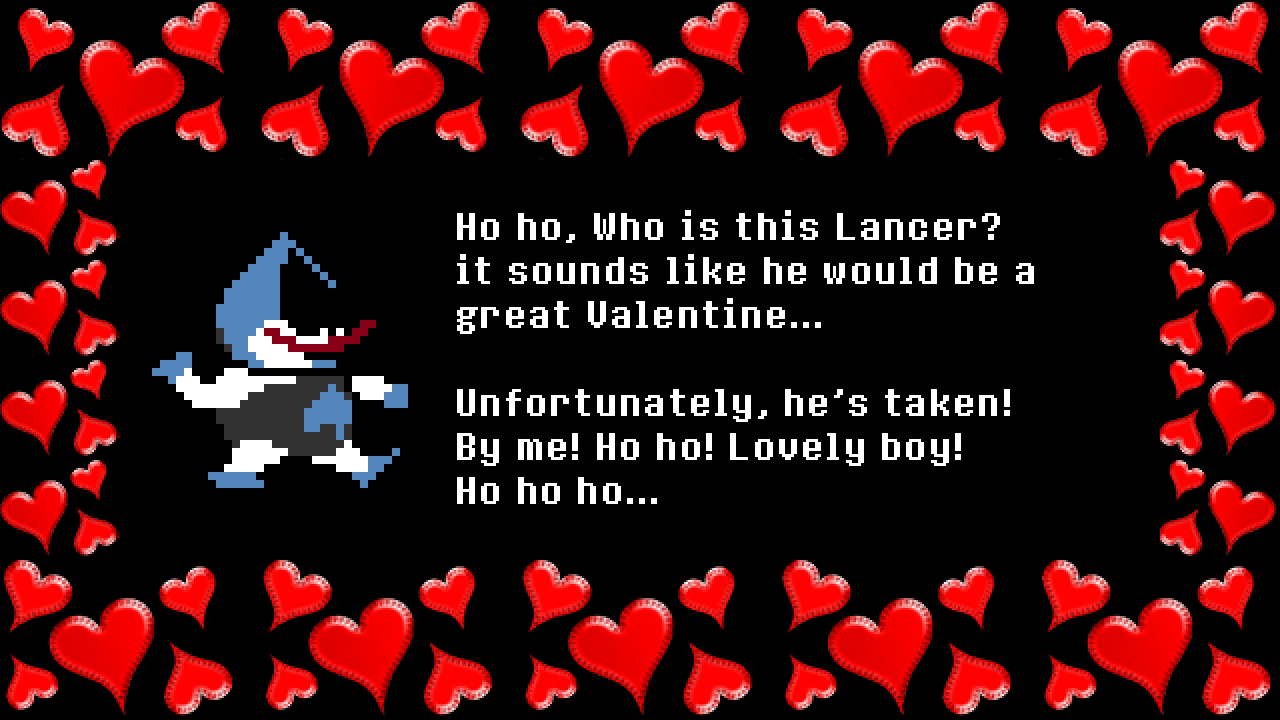 Ho ho, Who is this Lancer?
it sounds like he would be a
great Valentine...
Unfortunately, he's taken!
By me! Ho ho! Lovely boy!
Ho ho ho...